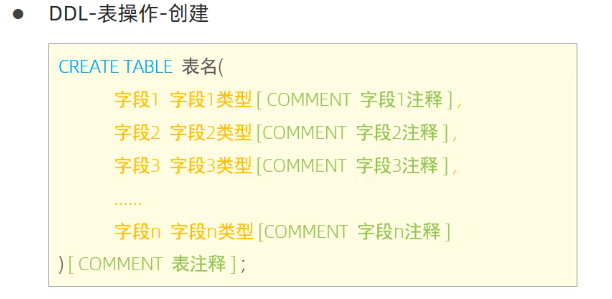 ● DDL-表操作-创建
CREATE TABLE 表名(
字段1 字段1类型[ COMMENT 字段1注释 ] ,
字段2 字段2类型[COMMENT 字段2注释 ] ,
字段3 字段3类型[COMMENT 字段3注释 ] ,
......
字段n 字段n类型[COMMENT 字段n注释 ]
) [ COMMENT 表注释 ] ;